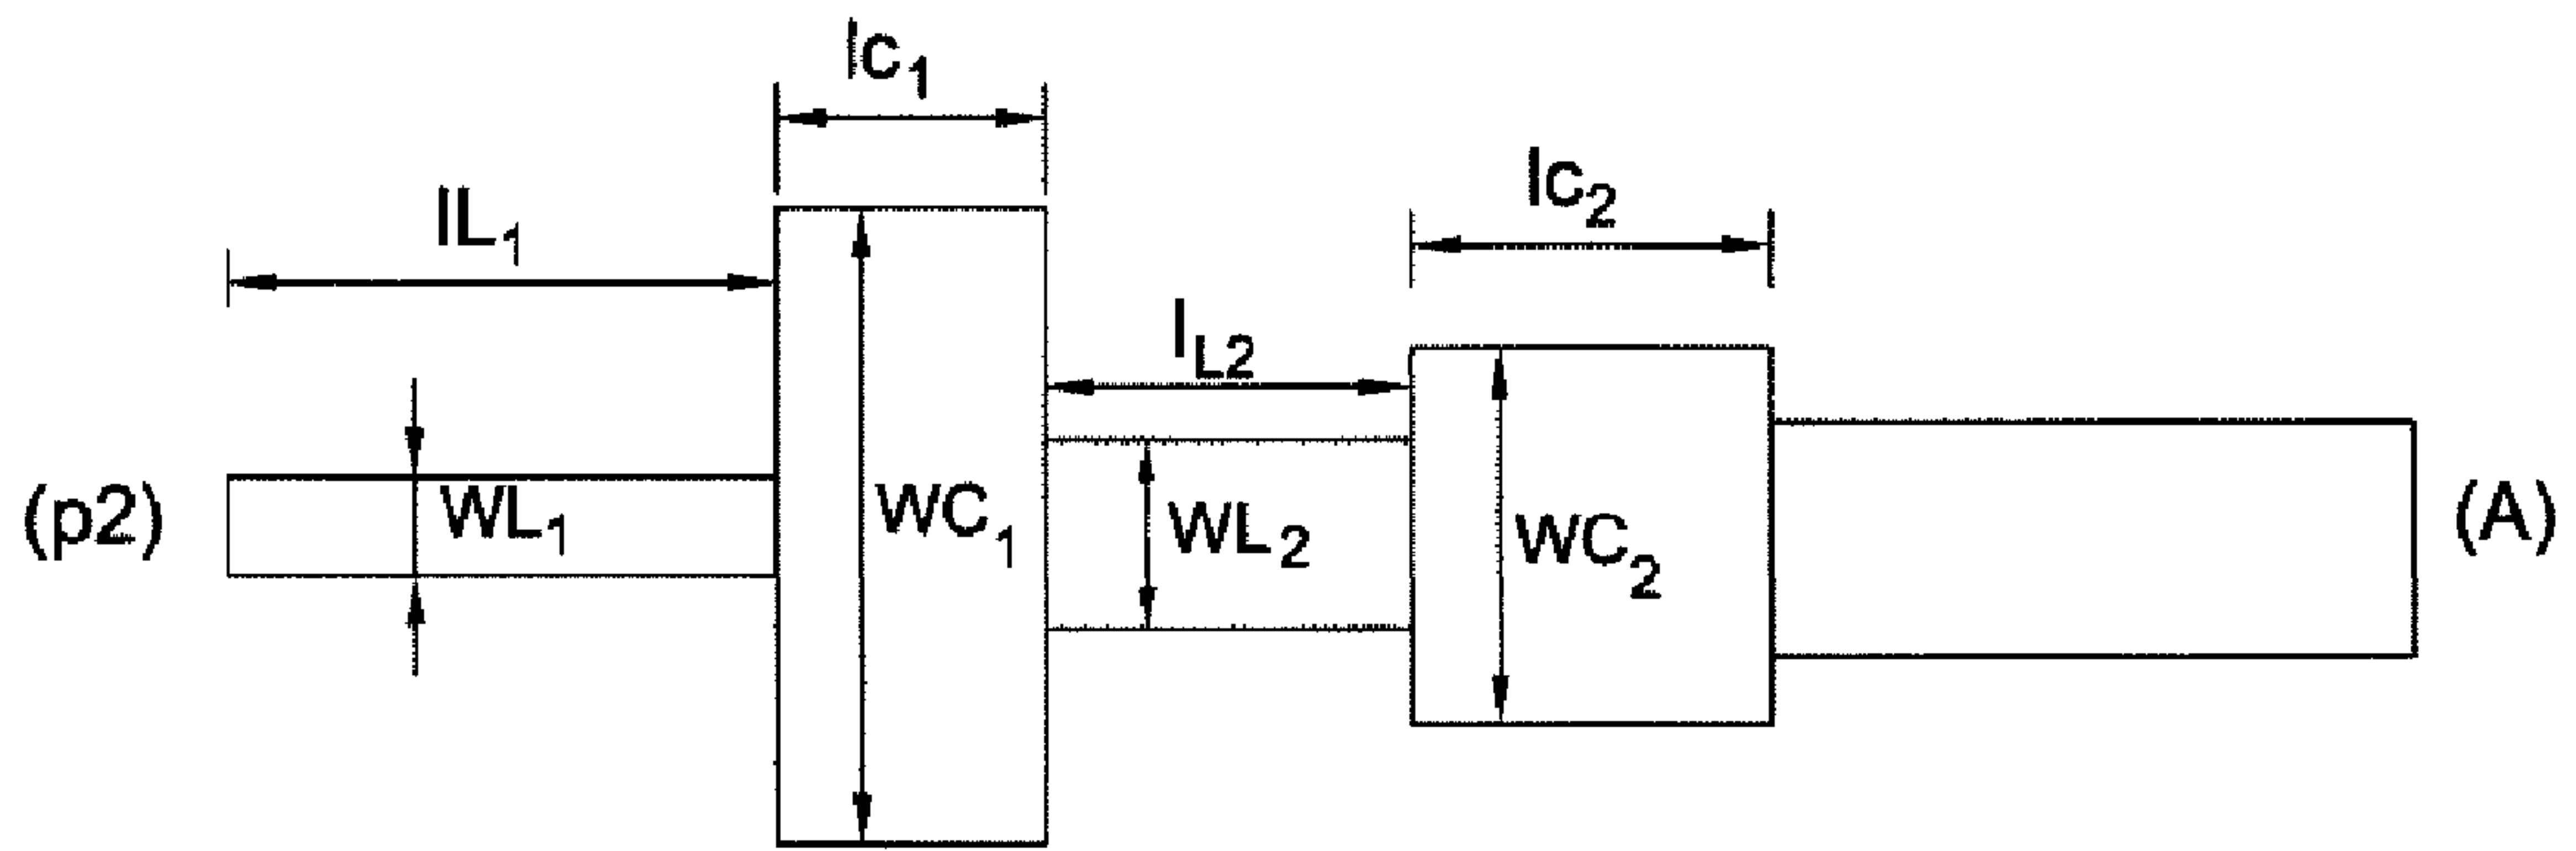 lc₁
lL₁
lc₂
lL2
(p2)
WL₁
WC₁
WL₂
WC₂
(A)